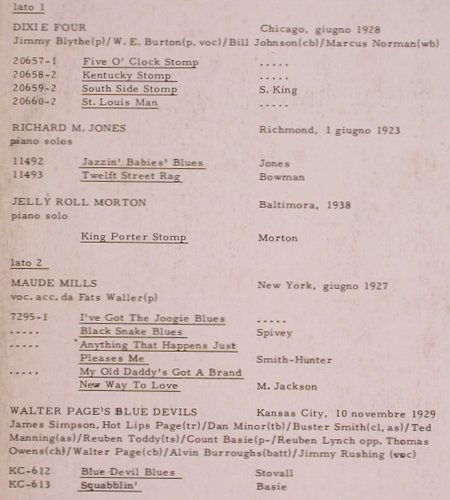 lato 1
DIXIE FOUR Chicago, giugno 1928
Jimmy Blythe(p)/W. E. Burton(p, voc)/Bill Johnson(cb)/Marcus Norman(wb)
20657-1 Five O' Clock Stomp .....
20658-2 Kentucky Stomp .....
20659-2 South Side Stomp S. King
20660-2 St. Louis Man .....
RICHARD M. JONES Richmond, 1 giugno 1923
piano solos
11492 Jazzin' Babies' Blues Jones
11493 Twelft Street Rag Bowman
JELLY ROLL MORTON Baltimora, 1938
piano solo
King Porter Stomp Morton
lato 2
MAUDE MILLS New York, giugno 1927
voc. acc. da Fats Waller(p)
7295-1 I've Got The Joogie Blues .....
..... Black Snake Blues Spivey
..... Anything That Happens Just
Pleases Me Smith-Hunter
..... My Old Daddy's Got A Brand
New Way To Love M. Jackson
WALTER PAGE'S BLUE DEVILS Kansas City, 10 novembre 1929
James Simpson, Hot Lips Page(tr)/Dan Minor(tb)/Buster Smith(cl, as)/Ted
Manning(as)/Reuben Toddy(ts)/Count Basie(p-/Reuben Lynch opp. Thomas
Owens(ch)/Walter Page(cb)/Alvin Burroughs(batt)/Jimmy Rushing (voc)
KC-612 Blue Devil Blues Stovall
KC-613 Squabblin' Basie